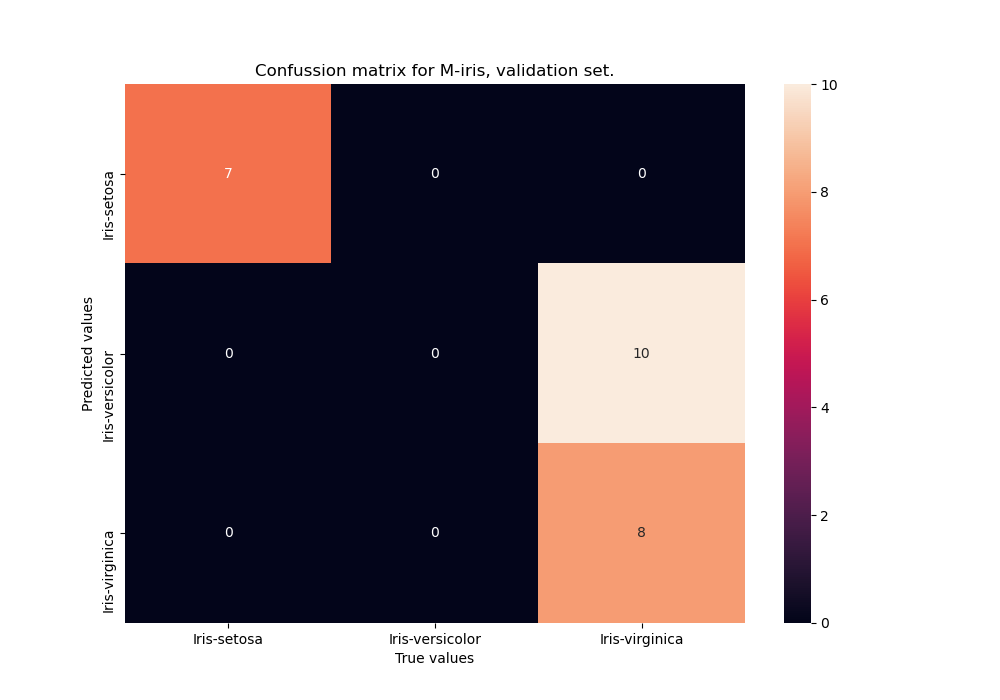 Confussion matrix for M-iris, validation set.
7 0 0
0 0 10
0 0 8
Iris-setosa
Iris-versicolor
Iris-virginica
Predicted values
Iris-setosa Iris-versicolor Iris-virginica
True values
10
8
6
4
2
0